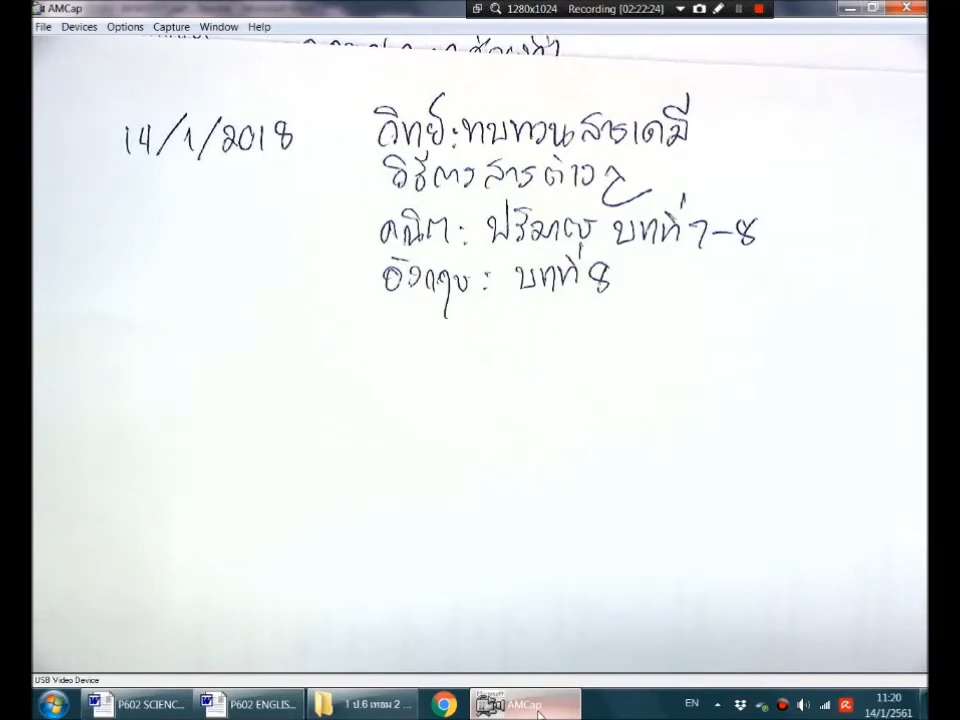 AMCap
1280x1024 Recording [02:22:24]
File Devices Options Capture Window Help
14/1/2018 วิทย์: ทบทวนสารเคมี
วิธีการสารต่างๆ
คณิต: ปริมาตร บทที่ 7-8
อังกฤษ: บทที่ 8
USB Video Device
P602 SCIENC... P602 ENGLIS... 1 ป.6 เทอม 2 ... AMCap EN 11:20
14/1/2561